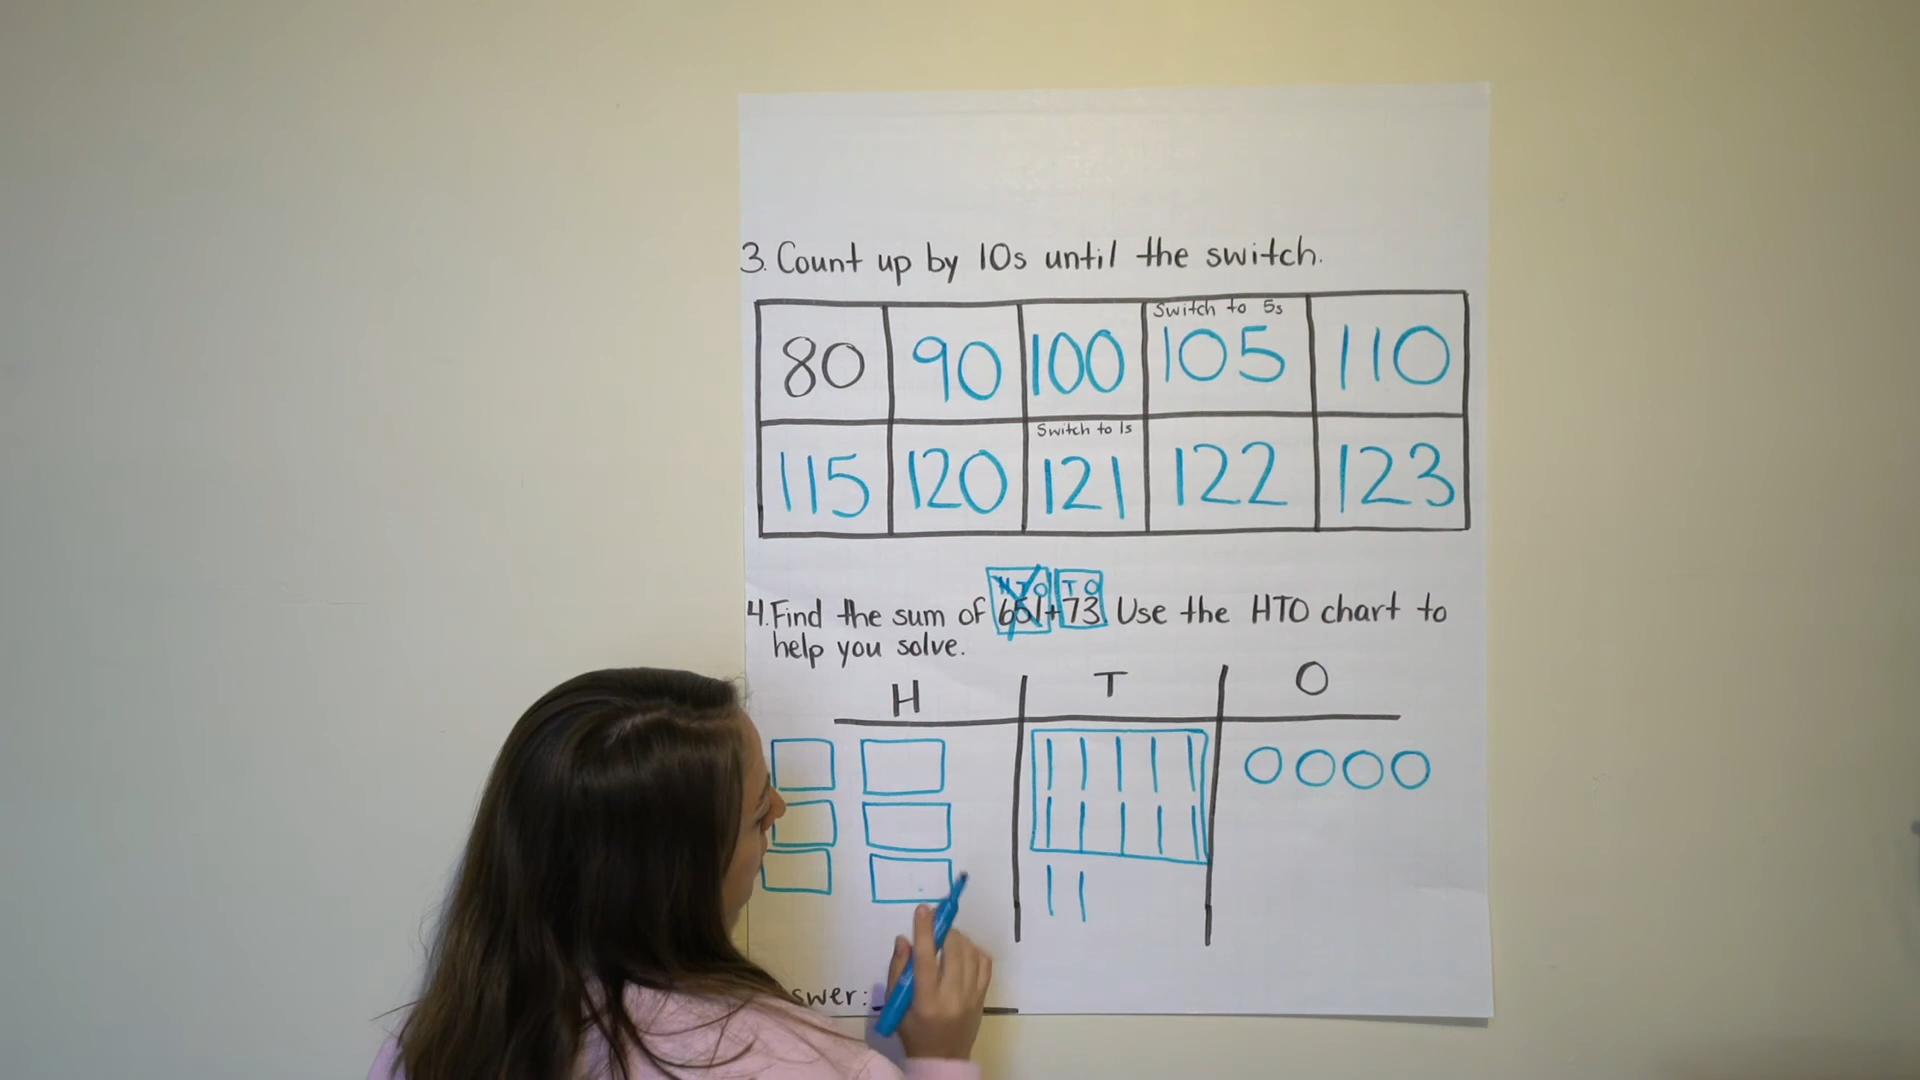 3. Count up by 10s until the switch.
Switch to 5s
80 90 100 105 110
Switch to 1s
115 120 121 122 123
H T O T O
4. Find the sum of 651+73. Use the HTO chart to
help you solve.
H T O
swer: